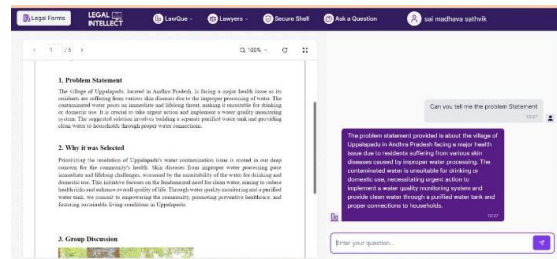 Legal Forms
LEGAL
INTELLECT
LawQue
Lawyers
Secure Shell
Ask a Question
sai madhava sathvik
1 / 5
100%
1. Problem Statement
The village of Uppalapadu, located in Andhra Pradesh, is facing a major health issue as its
residents are suffering from various skin diseases due to the improper processing of water. The
contaminated water poses an immediate and lifelong threat, making it unsuitable for drinking
or domestic use. It is crucial to take urgent action and implement a water quality monitoring
system. The suggested solution involves building a separate purified water tank and providing
clean water to households through proper water connections.
2. Why it was Selected
Prioritizing the resolution of Uppalapadu's water contamination issue is rooted in our deep
concern for the community's health. Skin diseases from improper water processing pose
immediate and lifelong challenges, worsened by the unsuitability of the water for drinking and
domestic use. This initiative focuses on the fundamental need for clean water, aiming to reduce
health risks and enhance overall quality of life. Through water quality monitoring and a purified
water tank, we commit to empowering the community, promoting preventive healthcare, and
fostering sustainable living conditions in Uppalapadu.
3. Group Discussion
Can you tell me the problem Statement
13:27
The problem statement provided is about the village of
Uppalapadu in Andhra Pradesh facing a major health
issue due to residents suffering from various skin
diseases caused by improper water processing. The
contaminated water is unsuitable for drinking or
domestic use, necessitating urgent action to
implement a water quality monitoring system and
provide clean water through a purified water tank and
proper connections to households.
13:27
Enter your question...